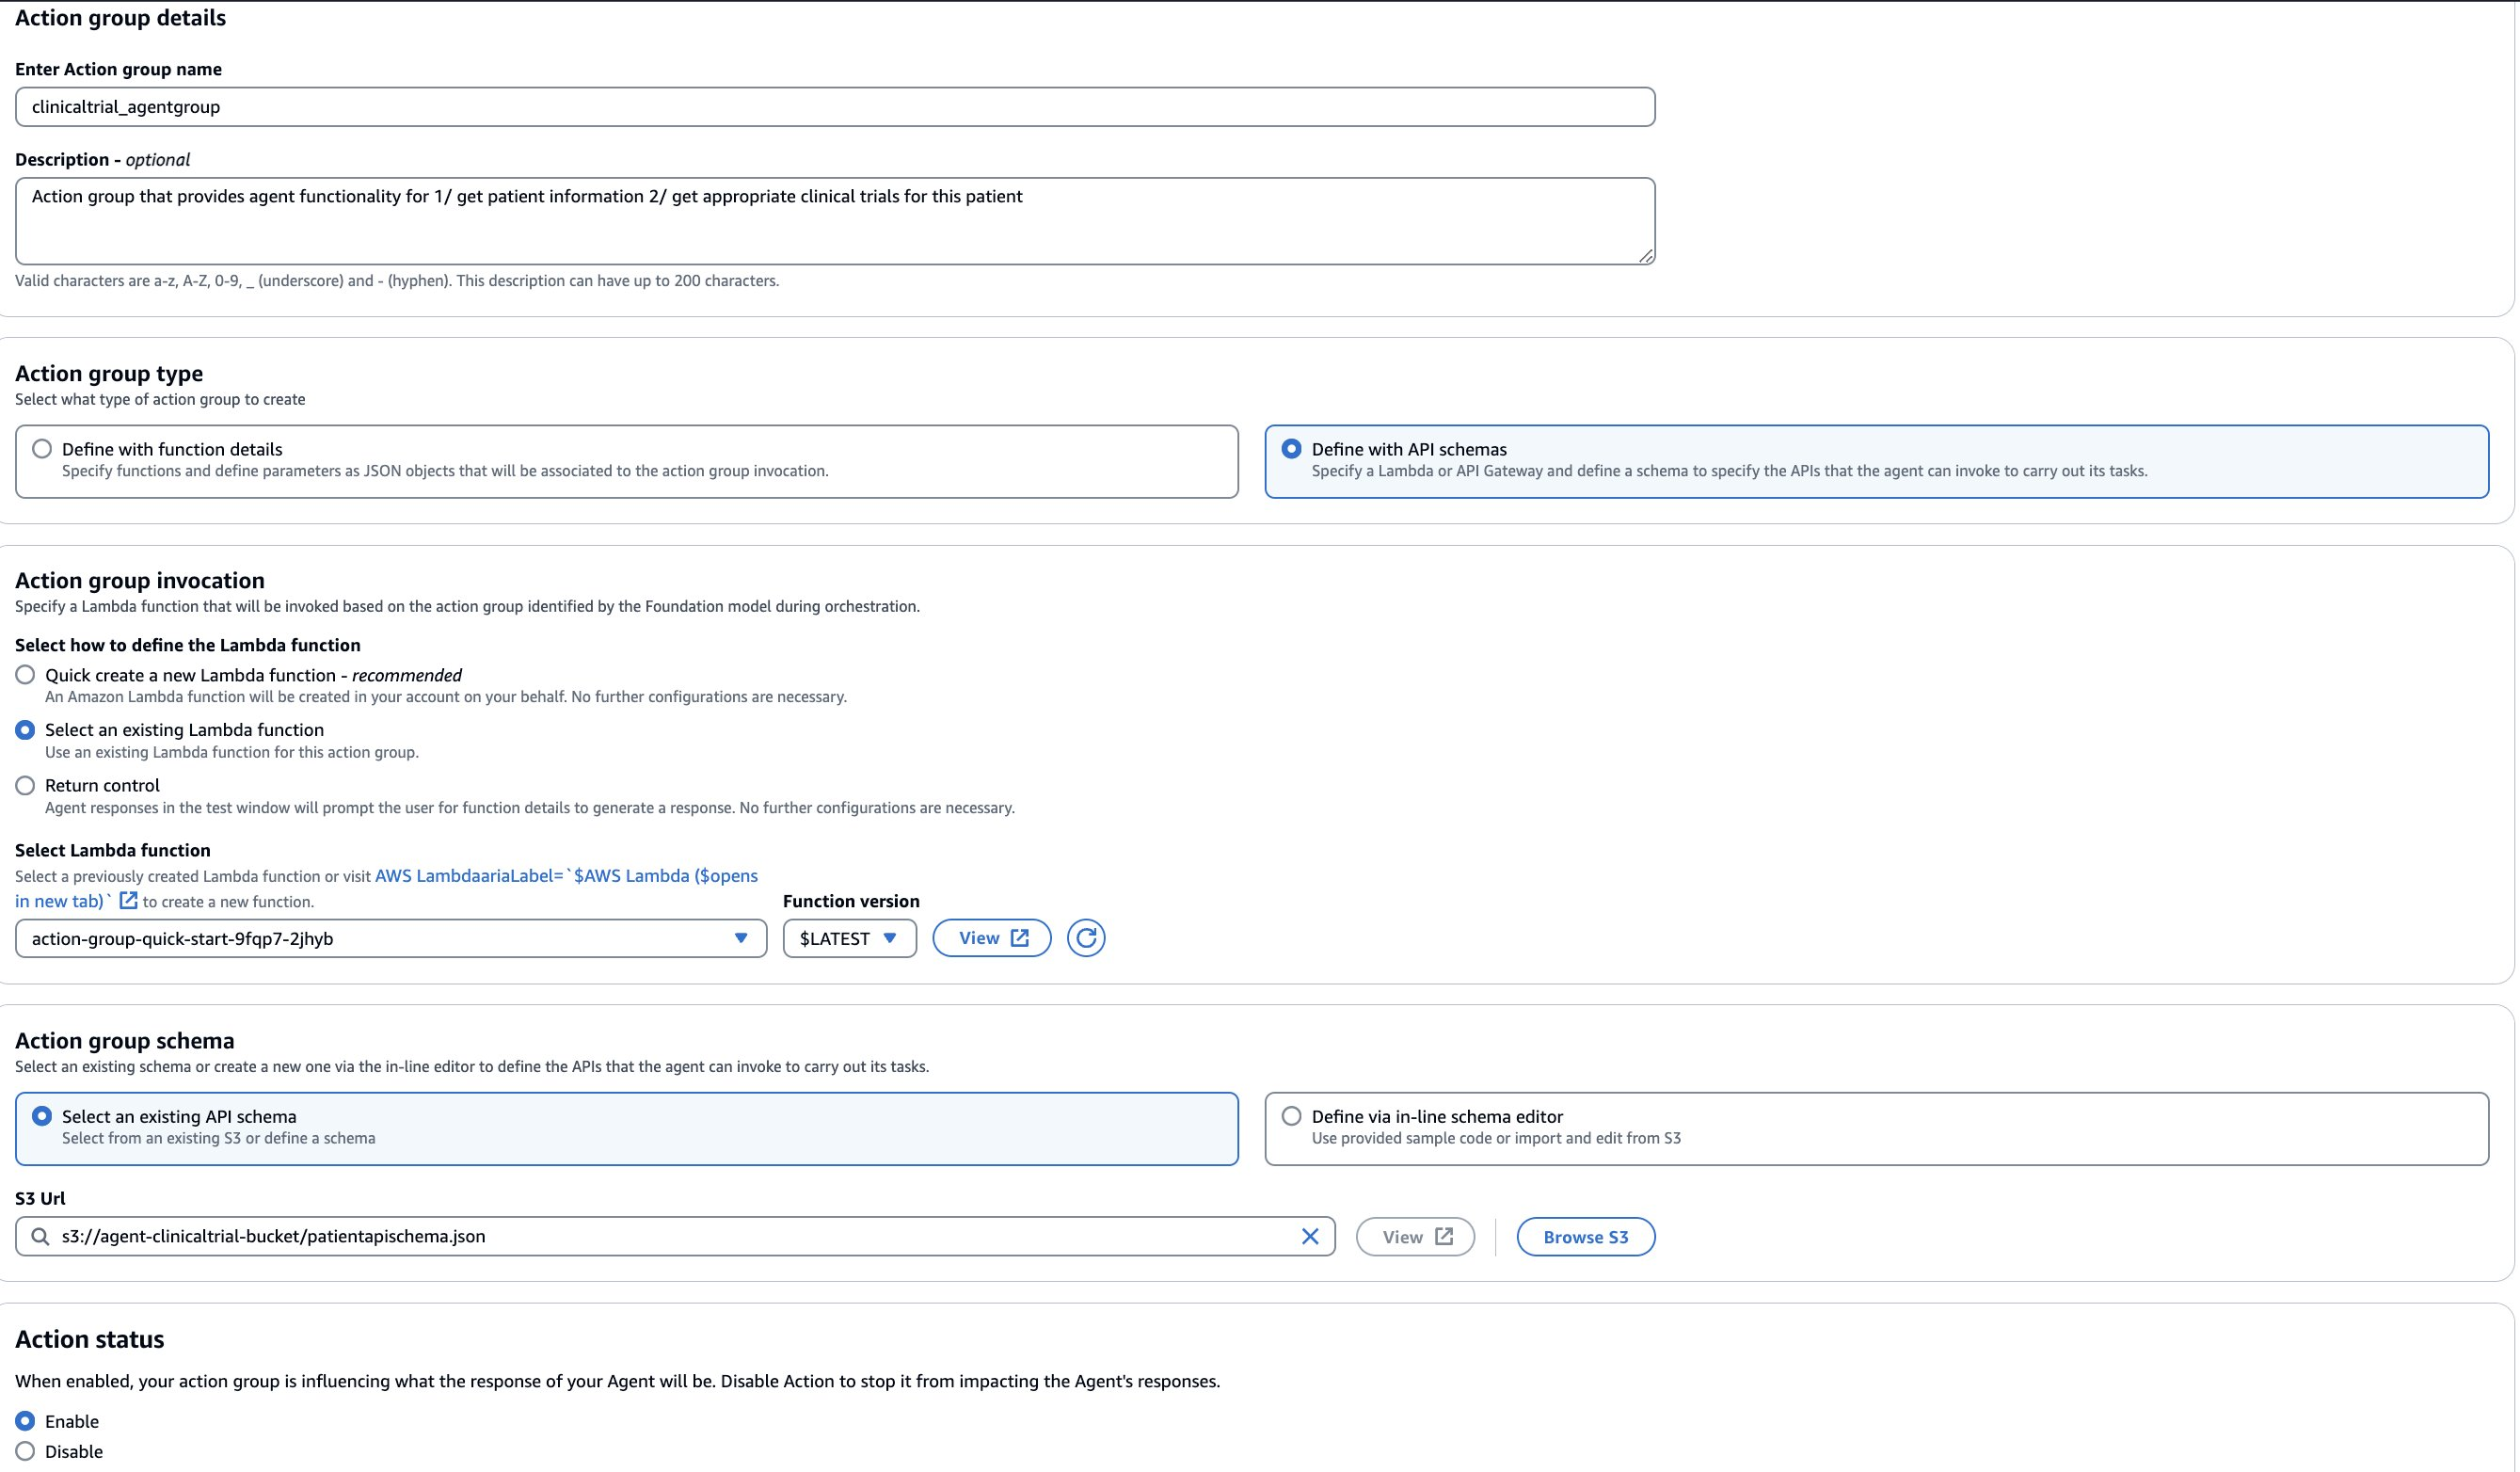 Action group details
Enter Action group name
clinicaltrial_agentgroup
Description - optional
Action group that provides agent functionality for 1/ get patient information 2/ get appropriate clinical trials for this patient
Valid characters are a-z, A-Z, 0-9, _ (underscore) and - (hyphen). This description can have up to 200 characters.
Action group type
Select what type of action group to create
Define with function details
Specify functions and define parameters as JSON objects that will be associated to the action group invocation.
Define with API schemas
Specify a Lambda or API Gateway and define a schema to specify the APIs that the agent can invoke to carry out its tasks.
Action group invocation
Specify a Lambda function that will be invoked based on the action group identified by the Foundation model during orchestration.
Select how to define the Lambda function
Quick create a new Lambda function - recommended
An Amazon Lambda function will be created in your account on your behalf. No further configurations are necessary.
Select an existing Lambda function
Use an existing Lambda function for this action group.
Return control
Agent responses in the test window will prompt the user for function details to generate a response. No further configurations are necessary.
Select Lambda function
Select a previously created Lambda function or visit AWS LambdaariaLabel=`$AWS Lambda ($opens
in new tab)` to create a new function.
Function version
action-group-quick-start-9fqp7-2jhyb
$LATEST
View
Action group schema
Select an existing schema or create a new one via the in-line editor to define the APIs that the agent can invoke to carry out its tasks.
Select an existing API schema
Select from an existing S3 or define a schema
Define via in-line schema editor
Use provided sample code or import and edit from S3
S3 Url
s3://agent-clinicaltrial-bucket/patientapischema.json
View
Browse S3
Action status
When enabled, your action group is influencing what the response of your Agent will be. Disable Action to stop it from impacting the Agent's responses.
Enable
Disable